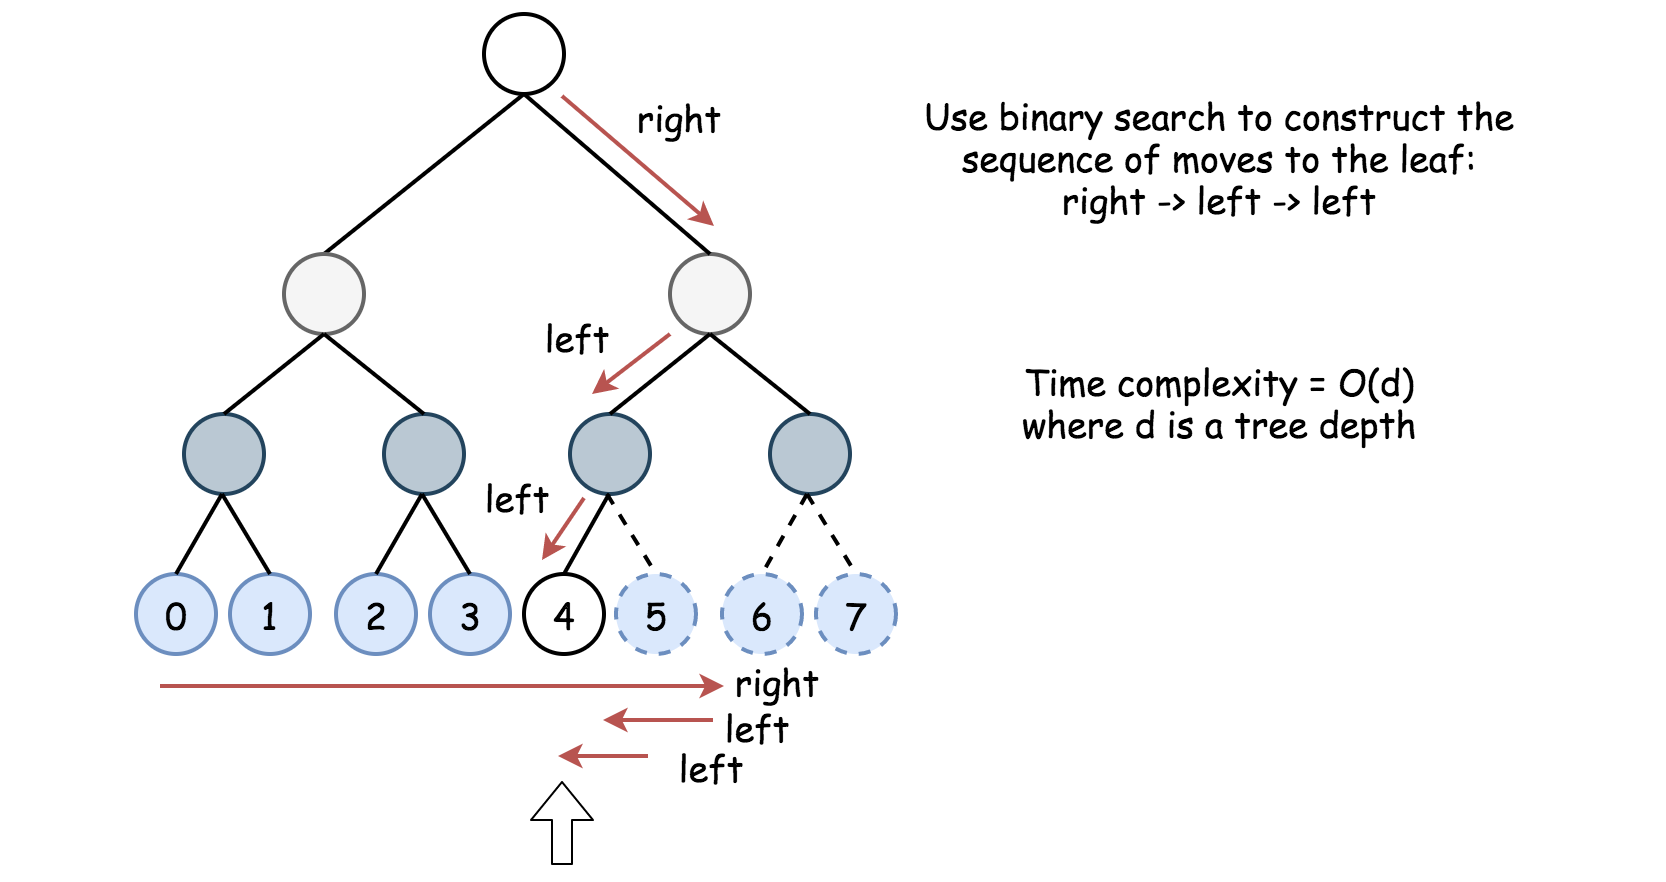 right
Use binary search to construct the
sequence of moves to the leaf:
right -> left -> left
left
Time complexity = O(d)
where d is a tree depth
left
0 1 2 3 4 5 6 7
right
left
left